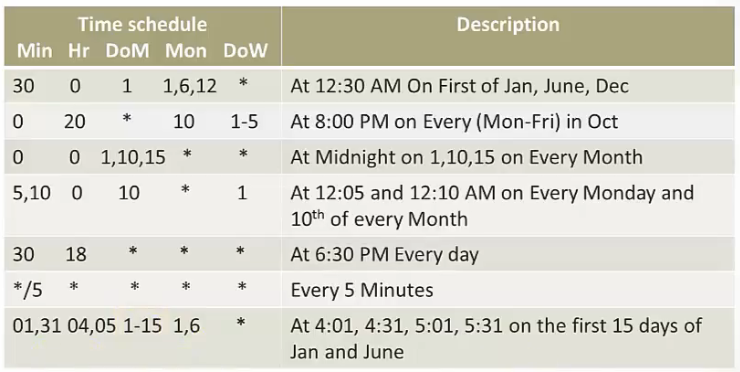 Time schedule Description
Min Hr DoM Mon DoW
30 0 1 1,6,12 * At 12:30 AM On First of Jan, June, Dec
0 20 * 10 1-5 At 8:00 PM on Every (Mon-Fri) in Oct
0 0 1,10,15 * * At Midnight on 1,10,15 on Every Month
5,10 0 10 * 1 At 12:05 and 12:10 AM on Every Monday and
10th of every Month
30 18 * * * At 6:30 PM Every day
*/5 * * * * Every 5 Minutes
01,31 04,05 1-15 1,6 * At 4:01, 4:31, 5:01, 5:31 on the first 15 days of
Jan and June